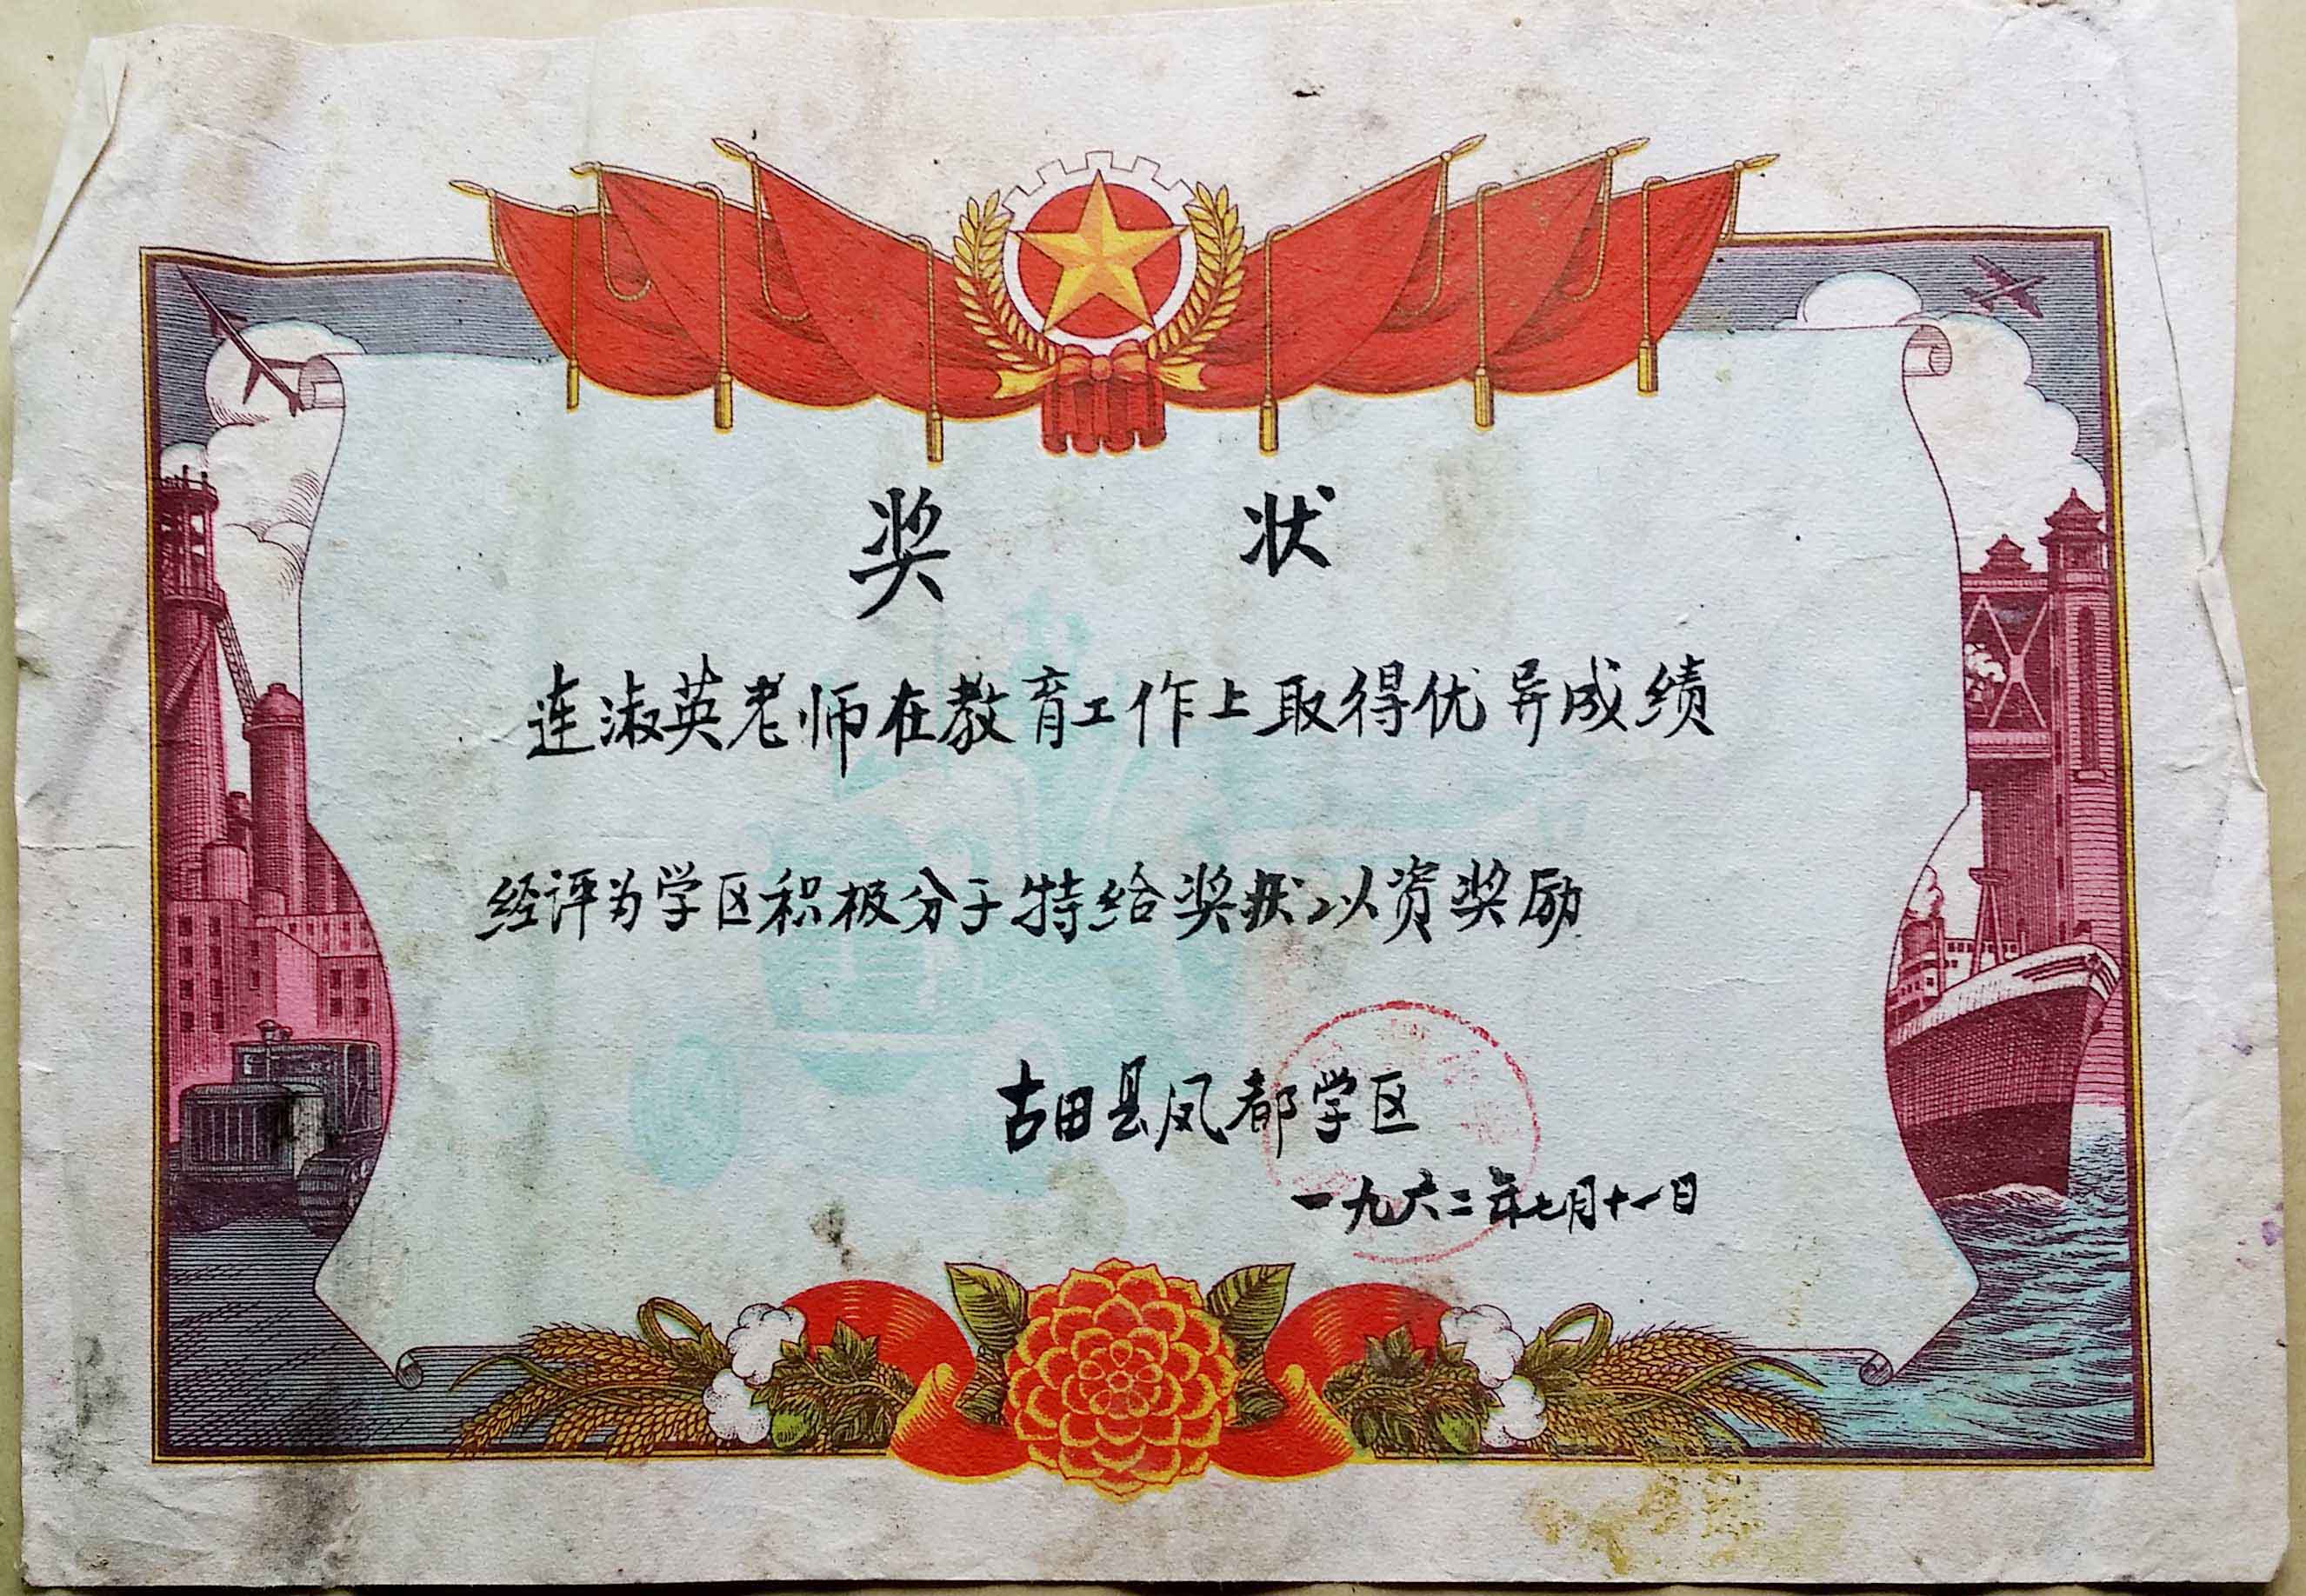 奖 状
连淑英老师在教育工作上取得优异成绩
经评为学区积极分子特给奖状以资奖励
古田县凤都学区
一九六二年七月十一日